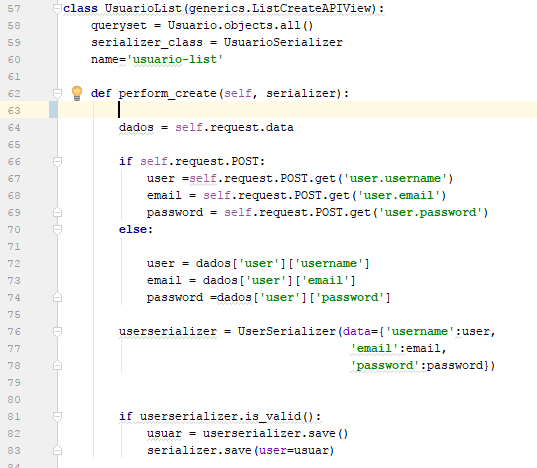 57 class UsuarioList(generics.ListCreateAPIView):
58     queryset = Usuario.objects.all()
59     serializer_class = UsuarioSerializer
60     name='usuario-list'
61
62     def perform_create(self, serializer):
63
64         dados = self.request.data
65
66         if self.request.POST:
67             user =self.request.POST.get('user.username')
68             email = self.request.POST.get('user.email')
69             password = self.request.POST.get('user.password')
70         else:
71
72             user = dados['user']['username']
73             email = dados['user']['email']
74             password =dados['user']['password']
75
76         userserializer = UserSerializer(data={'username':user,
77                                          'email':email,
78                                          'password':password})
79
80
81         if userserializer.is_valid():
82             usuar = userserializer.save()
83             serializer.save(user=usuar)
84